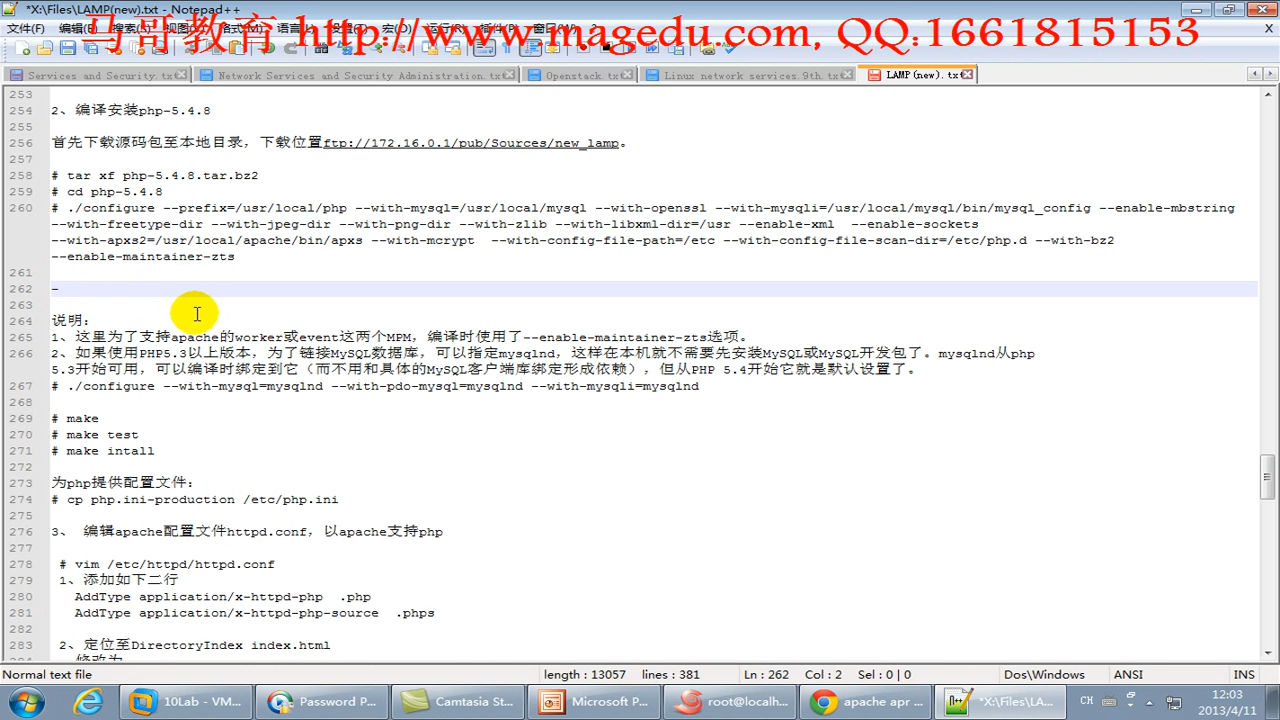 *X:\Files\LAMP(new).txt - Notepad++
马哥教育 http://www.magedu.com, QQ:1661815153
文件(F) 编辑(E) 搜索(S) 视图(V) 格式(M) 语言(L) 设置(T) 宏(O) 运行(R) 插件(P) 窗口(W) ? X
Services and Security.tx Network Services and Security Administration.tx Openstack.tx Linux network services.9th.tx LAMP(new).tx
253
254 2、编译安装php-5.4.8
255
256 首先下载源码包至本地目录，下载位置ftp://172.16.0.1/pub/Sources/new_lamp。
257
258 # tar xf php-5.4.8.tar.bz2
259 # cd php-5.4.8
260 # ./configure --prefix=/usr/local/php --with-mysql=/usr/local/mysql --with-openssl --with-mysqli=/usr/local/mysql/bin/mysql_config --enable-mbstring
--with-freetype-dir --with-jpeg-dir --with-png-dir --with-zlib --with-libxml-dir=/usr --enable-xml  --enable-sockets
--with-apxs2=/usr/local/apache/bin/apxs --with-mcrypt  --with-config-file-path=/etc --with-config-file-scan-dir=/etc/php.d --with-bz2
--enable-maintainer-zts
261
262 -
263
264 说明：
265 1、这里为了支持apache的worker或event这两个MPM，编译时使用了--enable-maintainer-zts选项。
266 2、如果使用PHP5.3以上版本，为了链接MySQL数据库，可以指定mysqlnd，这样在本机就不需要先安装MySQL或MySQL开发包了。mysqlnd从php
5.3开始可用，可以编译时绑定到它（而不用和具体的MySQL客户端库绑定形成依赖），但从PHP 5.4开始它就是默认设置了。
267 # ./configure --with-mysql=mysqlnd --with-pdo-mysql=mysqlnd --with-mysqli=mysqlnd
268
269 # make
270 # make test
271 # make intall
272
273 为php提供配置文件：
274 # cp php.ini-production /etc/php.ini
275
276 3、 编辑apache配置文件httpd.conf，以apache支持php
277
278 # vim /etc/httpd/httpd.conf
279 1、添加如下二行
280 AddType application/x-httpd-php  .php
281 AddType application/x-httpd-php-source  .phps
282
283 2、定位至DirectoryIndex index.html
Normal text file length : 13057 lines : 381 Ln : 262 Col : 2 Sel : 0 | 0 Dos\Windows ANSI INS
10Lab - VM... Password P... Camtasia St... Microsoft P... root@localh... apache apr ... *X:\Files\LA... CH 12:03
2013/4/11